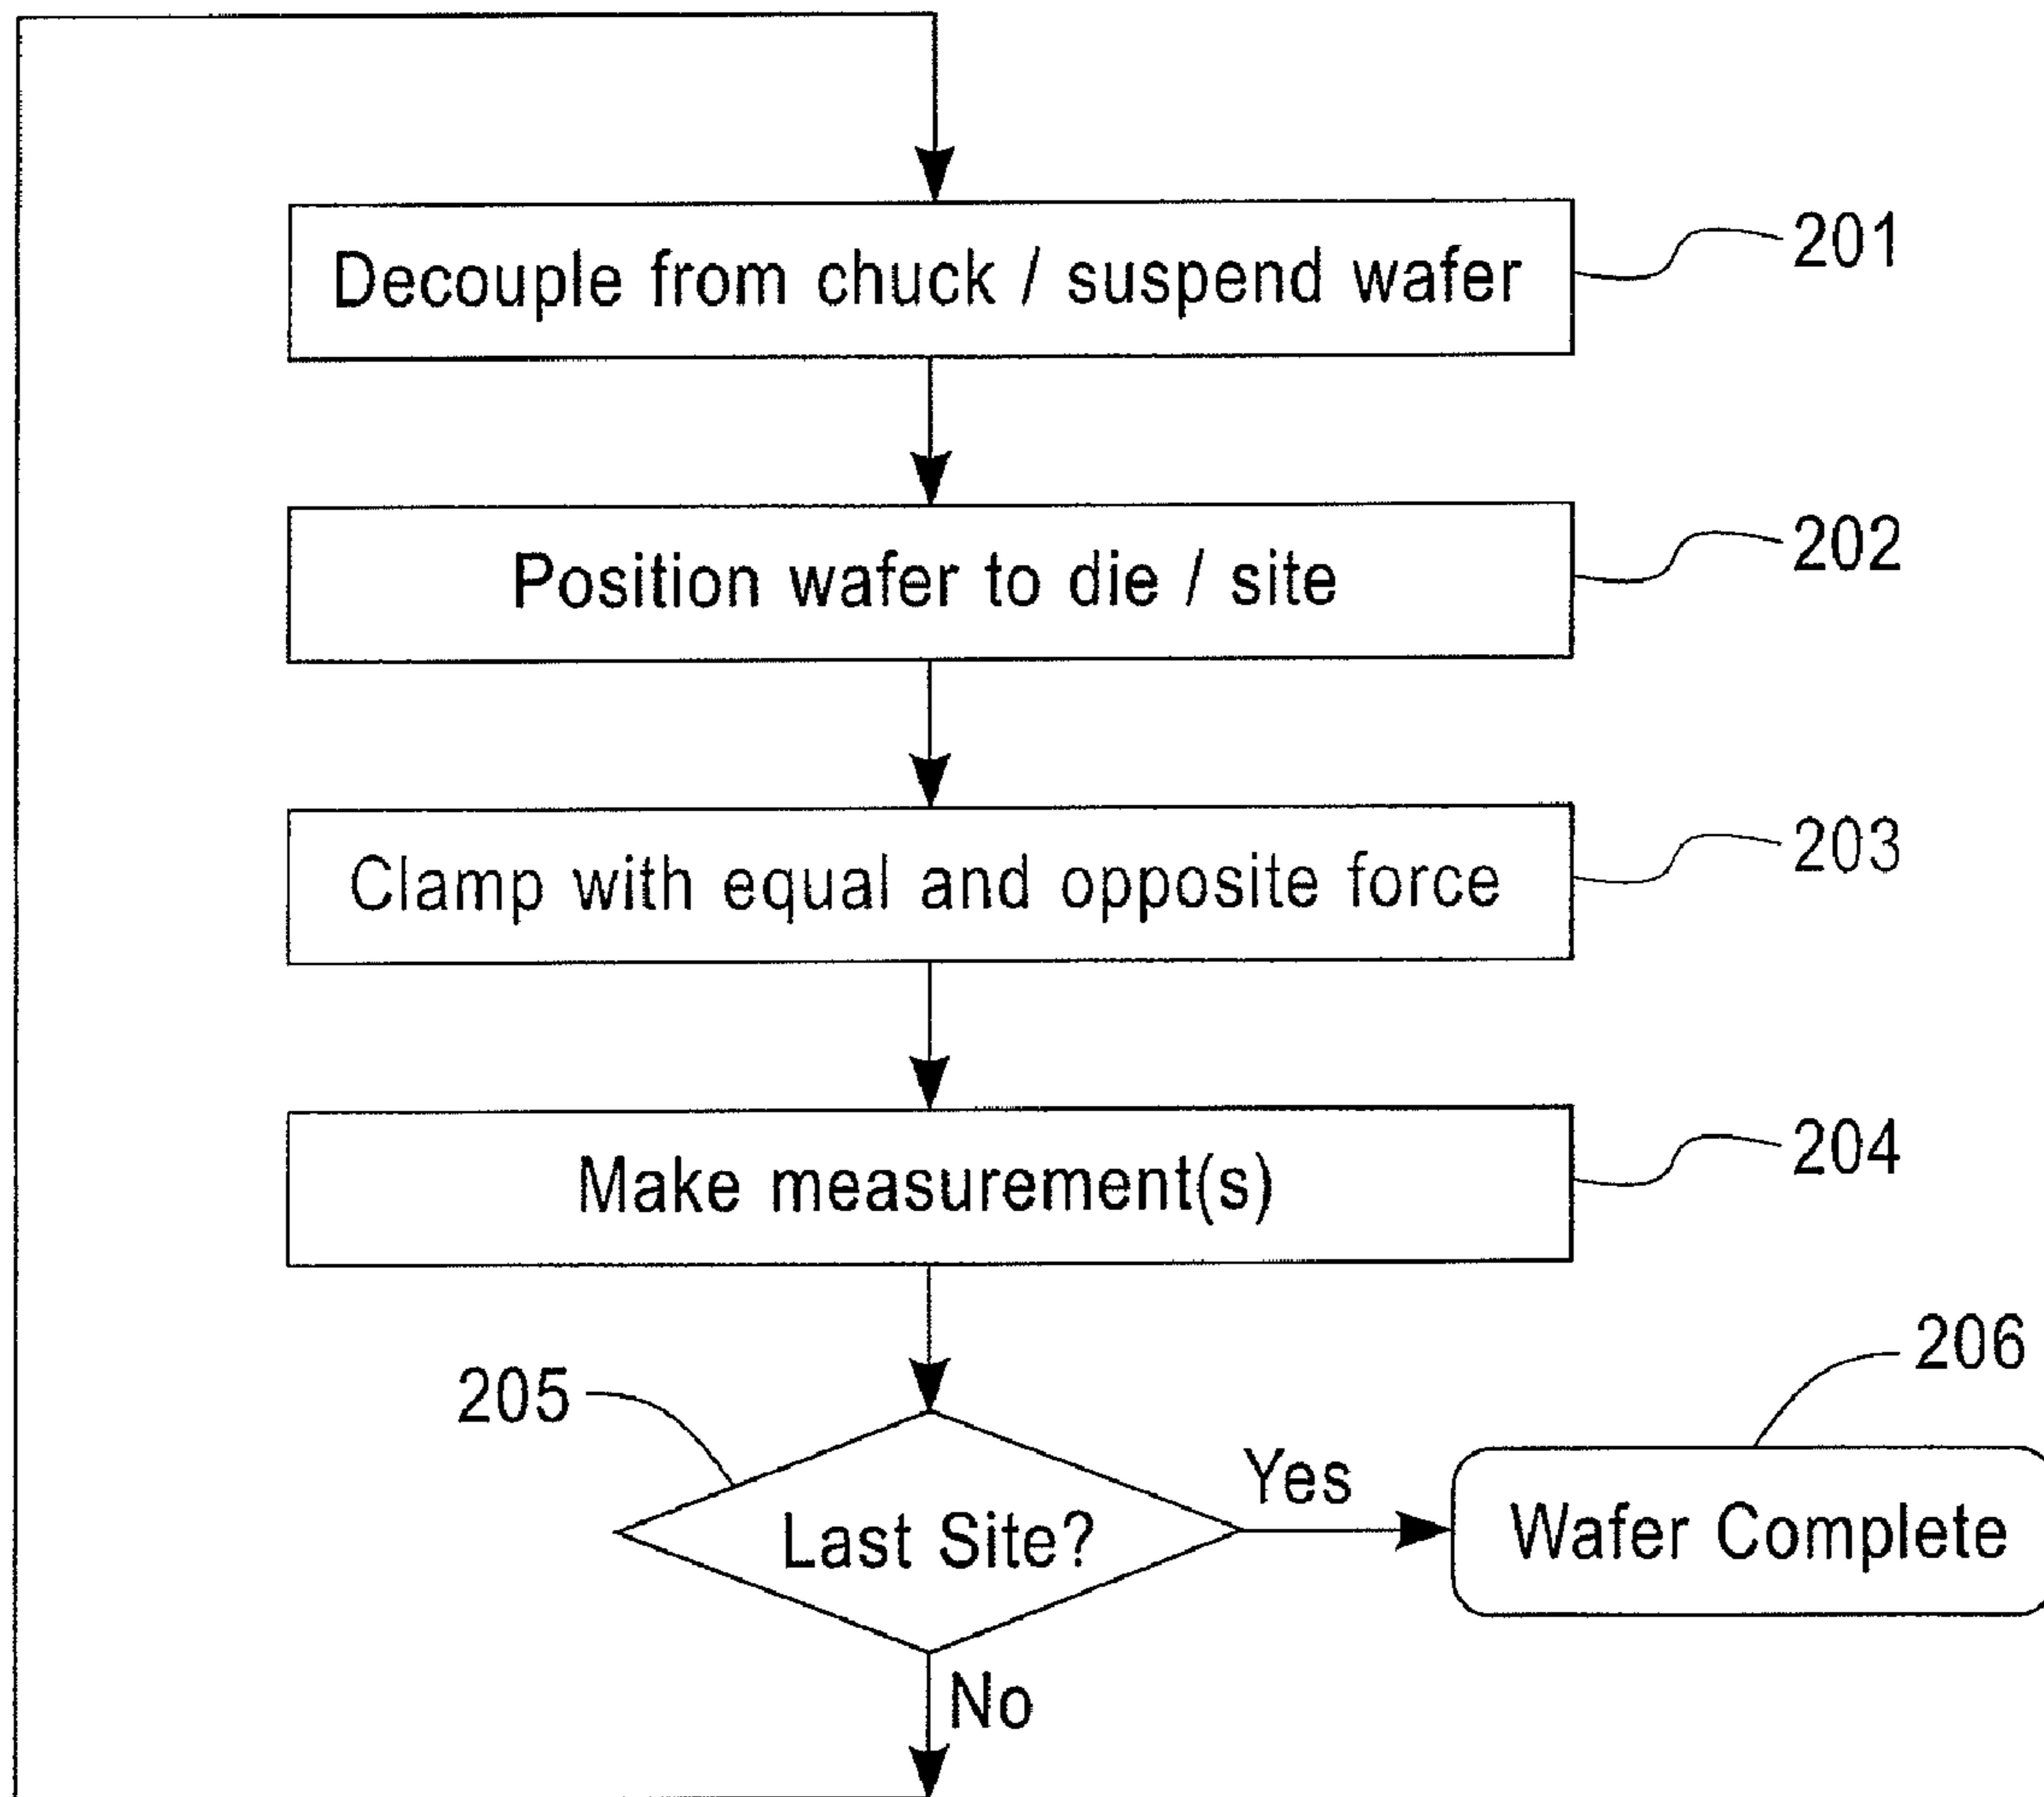 Decouple from chuck / suspend wafer
201
Position wafer to die / site
202
Clamp with equal and opposite force
203
Make measurement(s)
204
205
206
Last Site?
Yes
Wafer Complete
No